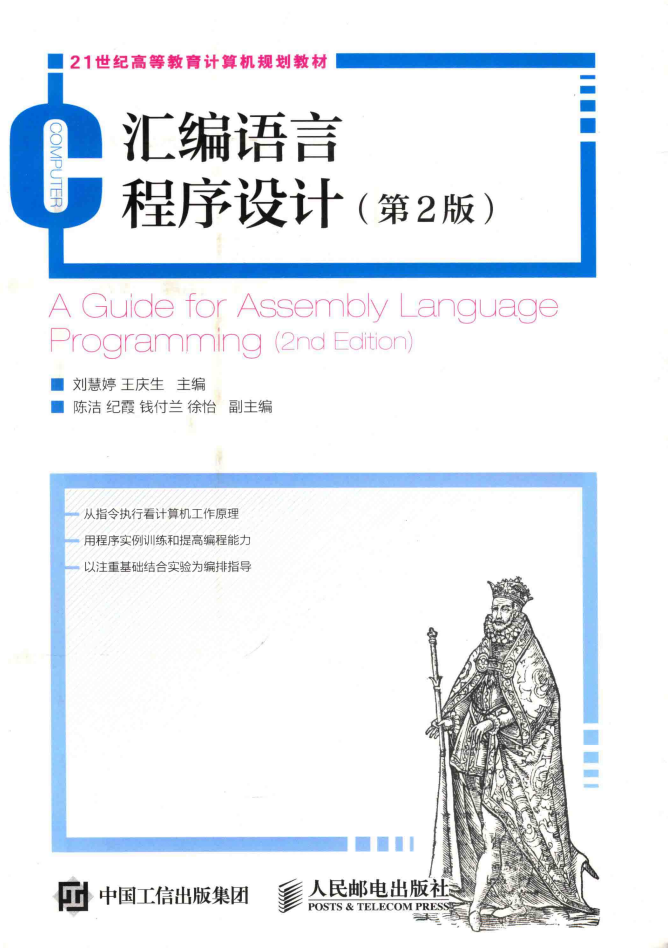 21世纪高等教育计算机规划教材
COMPUTER
汇编语言
程序设计（第2版）
A Guide for Assembly Language
Programming (2nd Edition)
刘慧婷 王庆生 主编
陈洁 纪霞 钱付兰 徐怡 副主编
从指令执行看计算机工作原理
用程序实例训练和提高编程能力
以注重基础结合实验为编排指导
中国工信出版集团
人民邮电出版社
POSTS & TELECOM PRESS